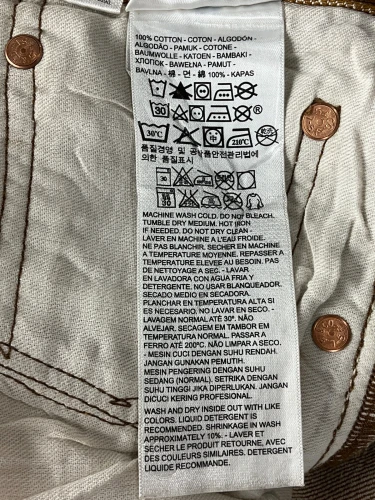 100% COTTON - COTON - ALGODÓN -
ALGODÃO - PAMUK - COTONE -
BAUMWOLLE - KATOEN - BAMBAKI -
ХЛОПОК - BAWEŁNA - PAMUT -
BAVLNA - 棉 - 면 - 綿 100% - KAPAS
30 ®
30°C 中 210°C
품질경영 및 공산품안전관리법에
의한 품질표시
30
MACHINE WASH COLD. DO NOT BLEACH.
TUMBLE DRY MEDIUM. HOT IRON
IF NEEDED. DO NOT DRY CLEAN -
LAVER EN MACHINE A L'EAU FROIDE.
NE PAS BLANCHIR. SECHER EN MACHINE
A TEMPERATURE MOYENNE. REPASSER A
TEMPERATURE ELEVEE AU BESOIN. PAS
DE NETTOYAGE A SEC - LAVAR
EN LAVADORA CON AGUA FRIA Y
DETERGENTE. NO USAR BLANQUEADOR.
SECADO MEDIO EN SECADORA.
PLANCHAR EN TEMPERATURA ALTA SI
ES NECESARIO. NO LAVAR EN SECO. -
LAVAGEM NORMAL ATÉ 30°. NÃO
ALVEJAR. SECAGEM EM TAMBOR EM
TEMPERATURA NORMAL. PASSAR A
FERRO ATÉ 200ºC. NÃO LIMPAR A SECO.
- MESIN CUCI DENGAN SUHU RENDAH.
JANGAN GUNAKAN PEMUTIH.
MESIN PENGERING DENGAN SUHU
SEDANG (NORMAL). SETRIKA DENGAN
SUHU TINGGI JIKA DIPERLUKAN. JANGAN
DICUCI KERING PROFESIONAL.
WASH AND DRY INSIDE OUT WITH LIKE
COLORS. LIQUID DETERGENT IS
RECOMMENDED. SHRINKAGE IN WASH
APPROXIMATELY 10%. - LAVER ET
SÉCHER LE PRODUIT RETOURNE, AVEC
DES COULEURS SIMILAIRES. DETERGENT
LIQUIDE RECOMMANDE.